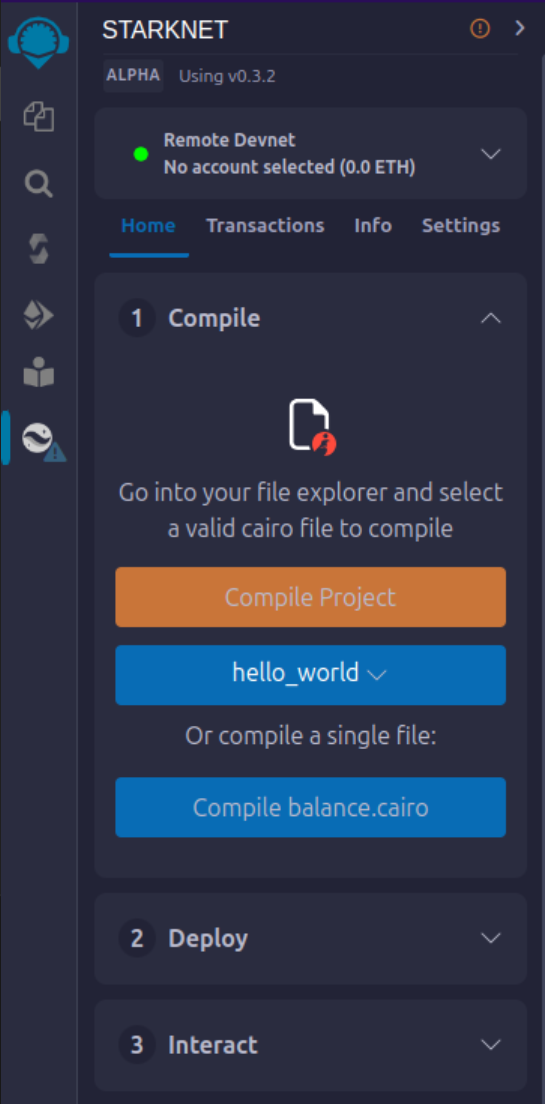 STARKNET
ALPHA Using v0.3.2
Remote Devnet
No account selected (0.0 ETH)
Home Transactions Info Settings
1 Compile
Go into your file explorer and select
a valid cairo file to compile
Compile Project
hello_world
Or compile a single file:
Compile balance.cairo
2 Deploy
3 Interact